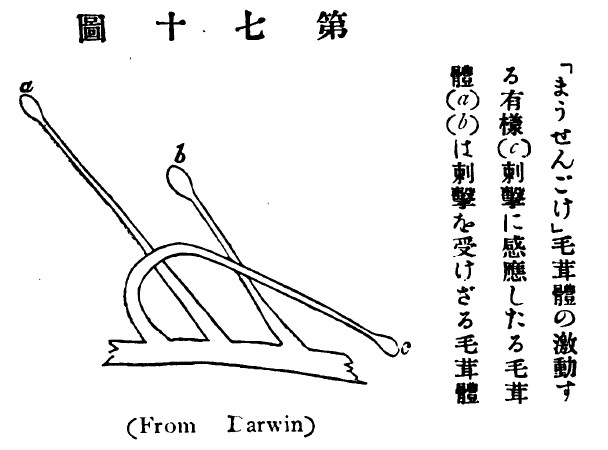 第七十圖
「まうせんごけ」毛茸體の激動す
る有樣(c)刺擊に感應したる毛茸
體(a)(b)は刺擊を受けざる毛茸體
a
b
c
(From Darwin)